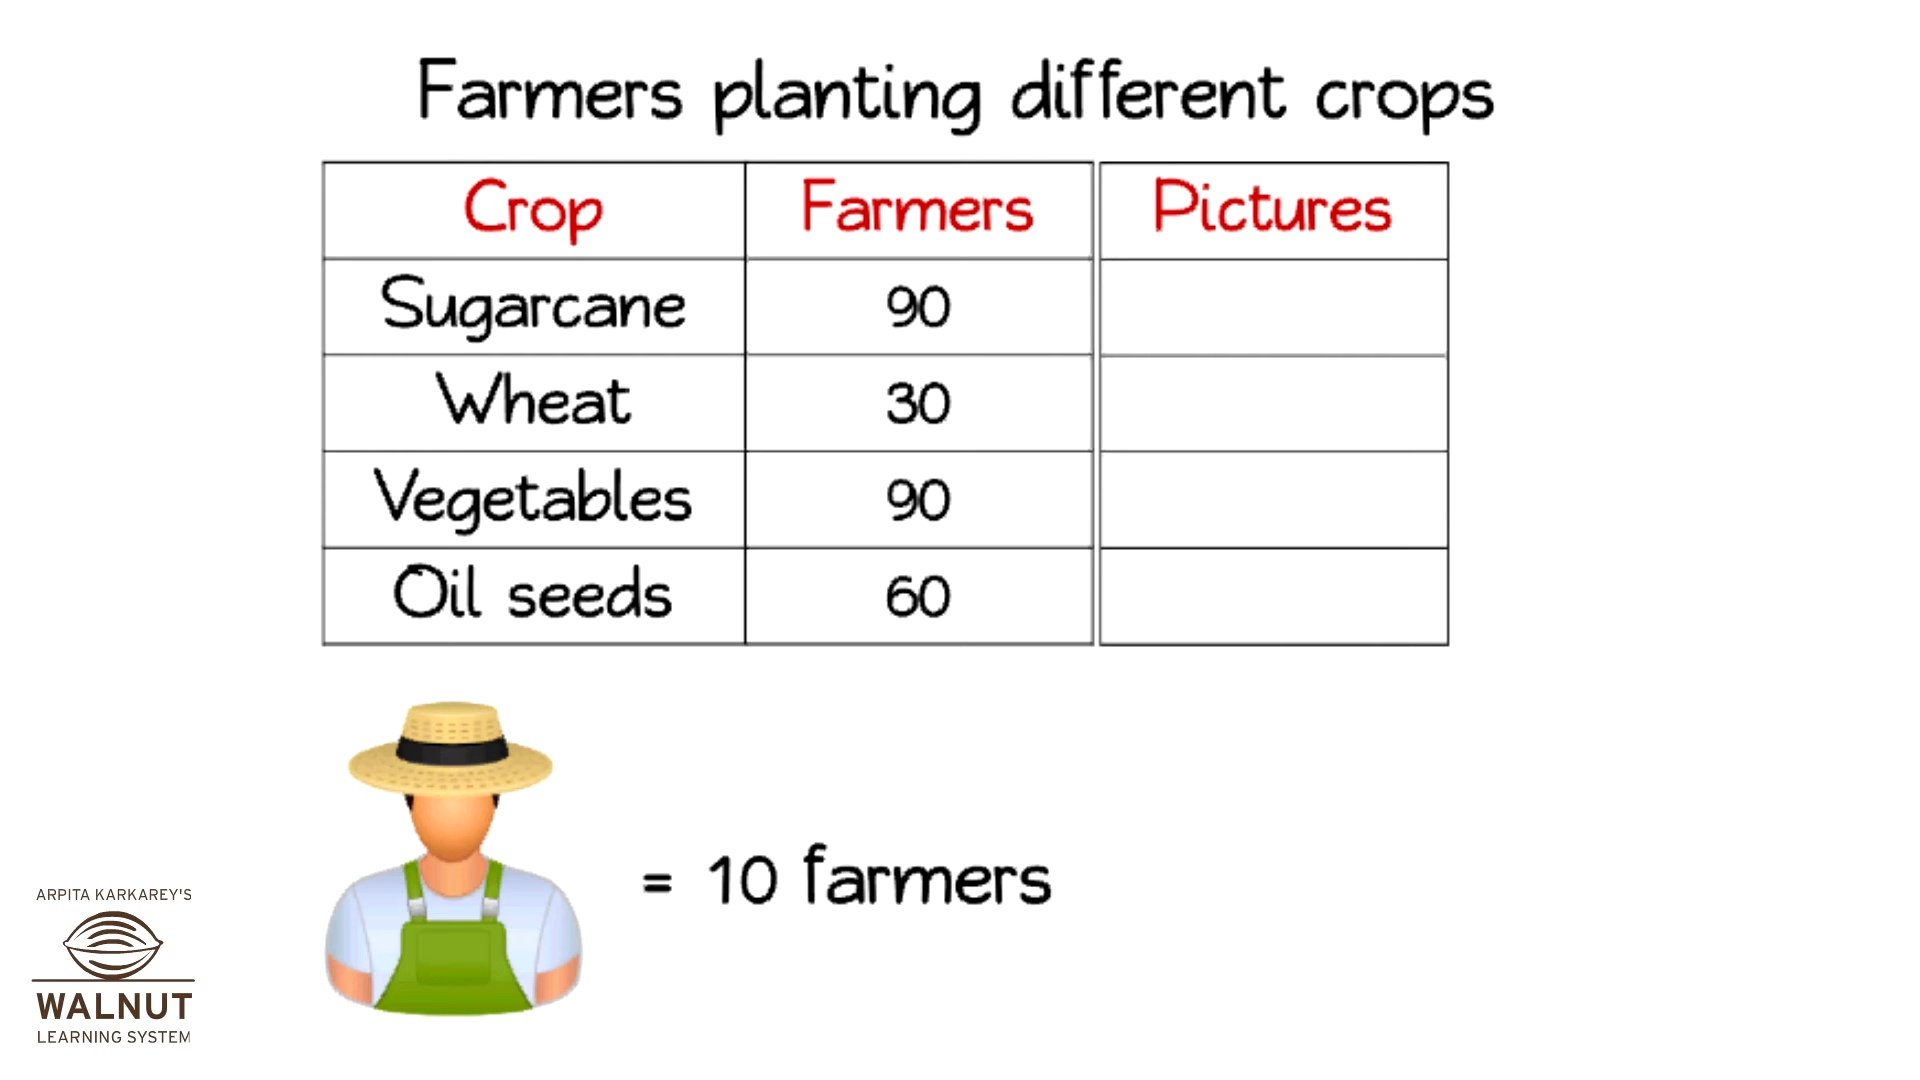 Farmers planting different crops
Crop Farmers Pictures
Sugarcane 90
Wheat 30
Vegetables 90
Oil seeds 60
= 10 farmers
ARPITA KARKAREY'S
WALNUT
LEARNING SYSTEM